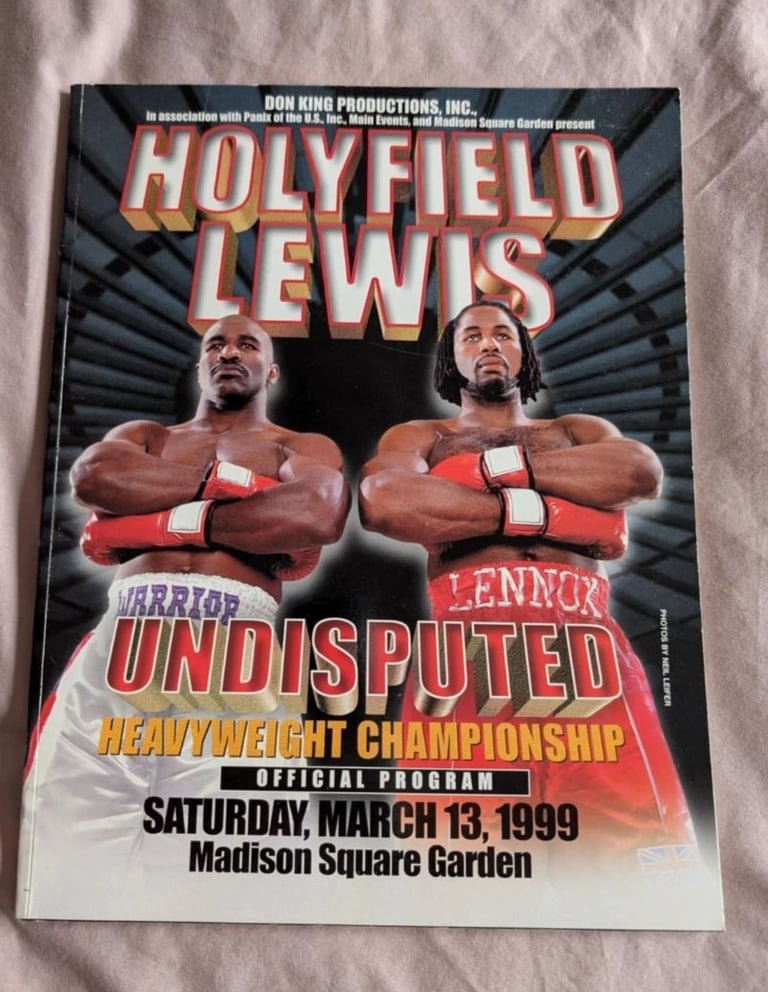 DON KING PRODUCTIONS, INC.,
In association with Panix of the U.S., Inc., Main Events, and Madison Square Garden present
HOLYFIELD
LEWIS
WARRIOR
LENNOX
UNDISPUTED
HEAVYWEIGHT CHAMPIONSHIP
OFFICIAL PROGRAM
SATURDAY, MARCH 13, 1999
Madison Square Garden
PHOTOS BY NEIL LEIFER